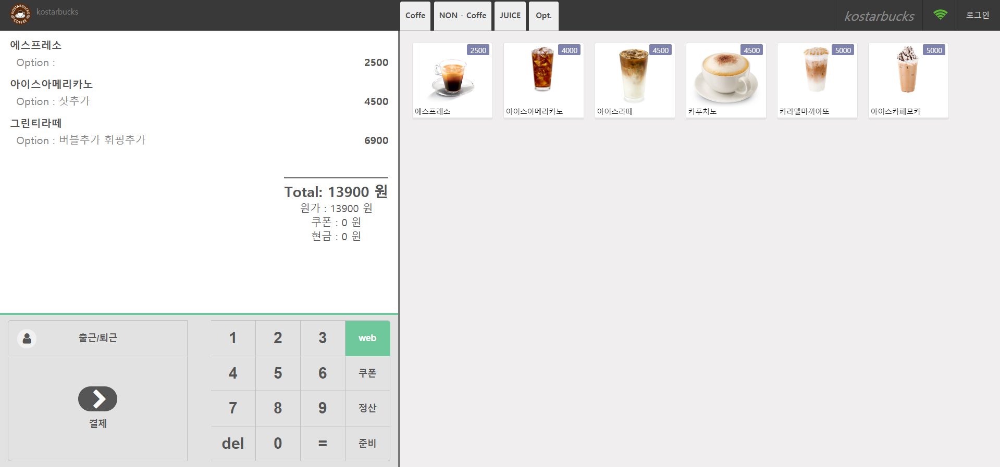 KOSTARBUCKS
COFFEE
kostarbucks
Coffe
NON - Coffe
JUICE
Opt.
kostarbucks
로그인
에스프레소
Option :
2500
아이스아메리카노
Option : 샷추가
4500
그린티라떼
Option : 버블추가 휘핑추가
6900
Total: 13900 원
원가 : 13900 원
쿠폰 : 0 원
현금 : 0 원
출근/퇴근
결제
1 2 3 web
4 5 6 쿠폰
7 8 9 정산
del 0 = 준비
2500
에스프레소
4000
아이스아메리카노
4500
아이스라떼
4500
카푸치노
5000
카라멜마끼아또
5000
아이스카페모카